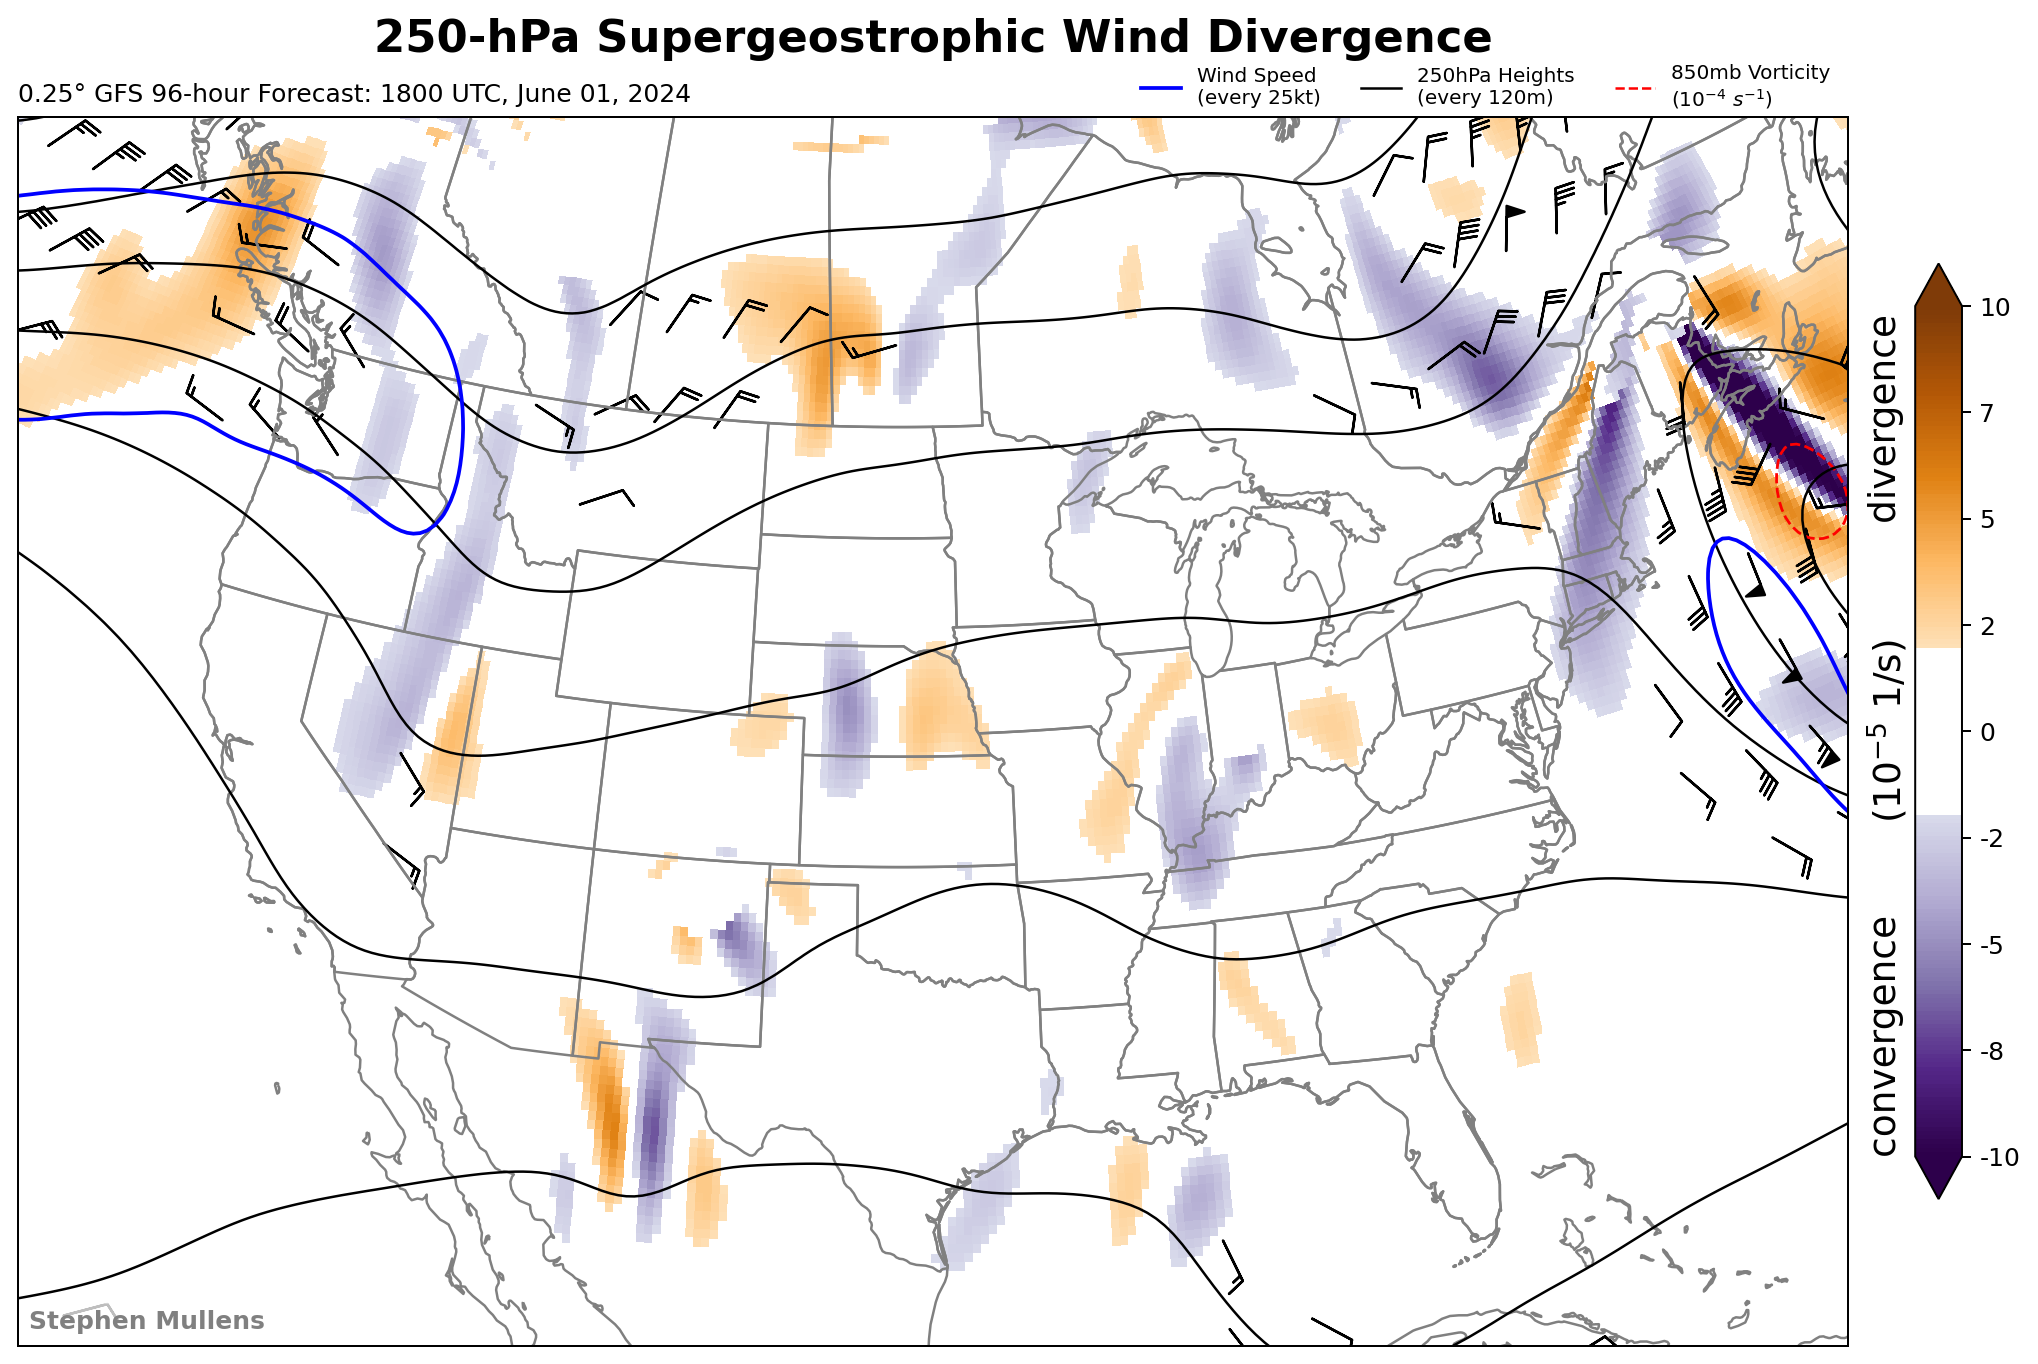 250-hPa Supergeostrophic Wind Divergence
0.25° GFS 96-hour Forecast: 1800 UTC, June 01, 2024
Wind Speed
(every 25kt)
250hPa Heights
(every 120m)
850mb Vorticity
(10⁻⁴ s⁻¹)
10
7
5
2
0
-2
-5
-8
-10
convergence (10⁻⁵ 1/s) divergence
Stephen Mullens